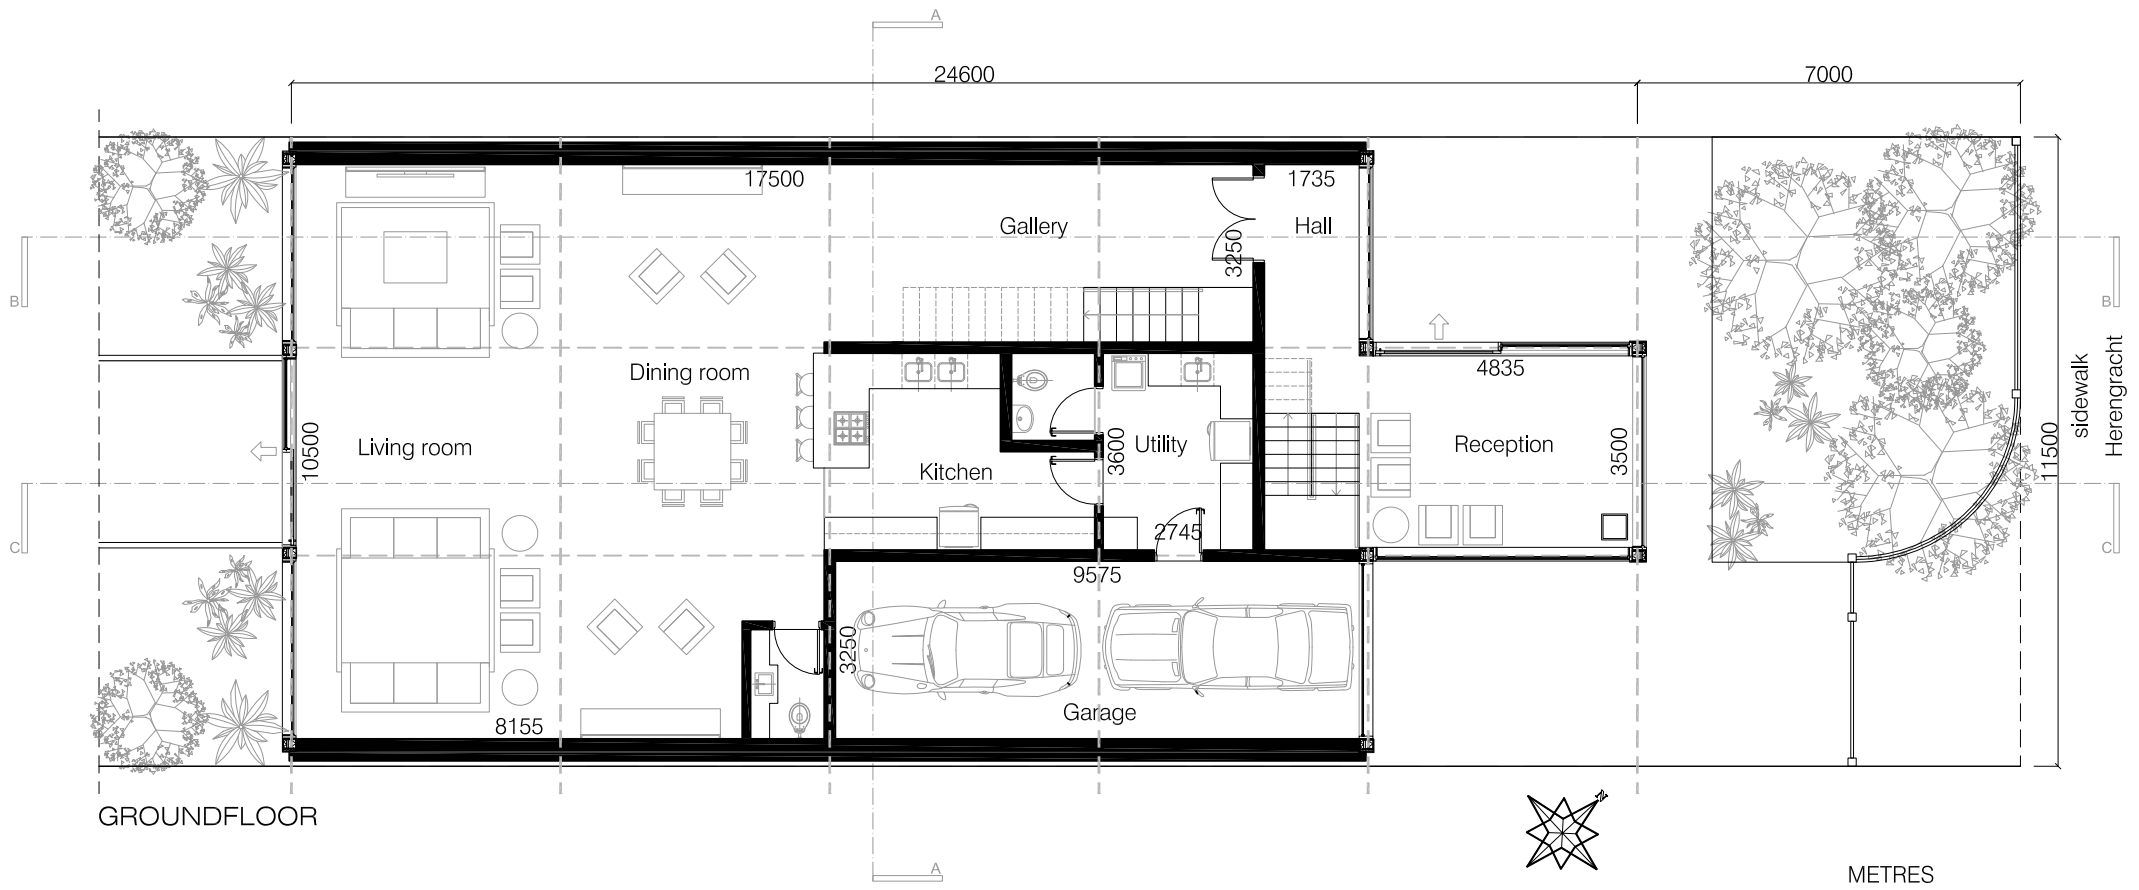 A
24600
7000
17500
1735
Gallery
Hall
3250
B
B
4835
Dining room
sidewalk
Herengracht
Living room
10500
Kitchen
3600
Utility
Reception
3500
11500
C
C
2745
9575
3250
Garage
8155
N
GROUNDFLOOR
A
METRES